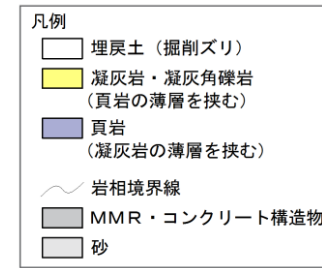 凡例
埋戻土（掘削ズリ）
凝灰岩・凝灰角礫岩
（頁岩の薄層を挟む）
頁岩
（凝灰岩の薄層を挟む）
岩相境界線
ＭＭＲ・コンクリート構造物
砂